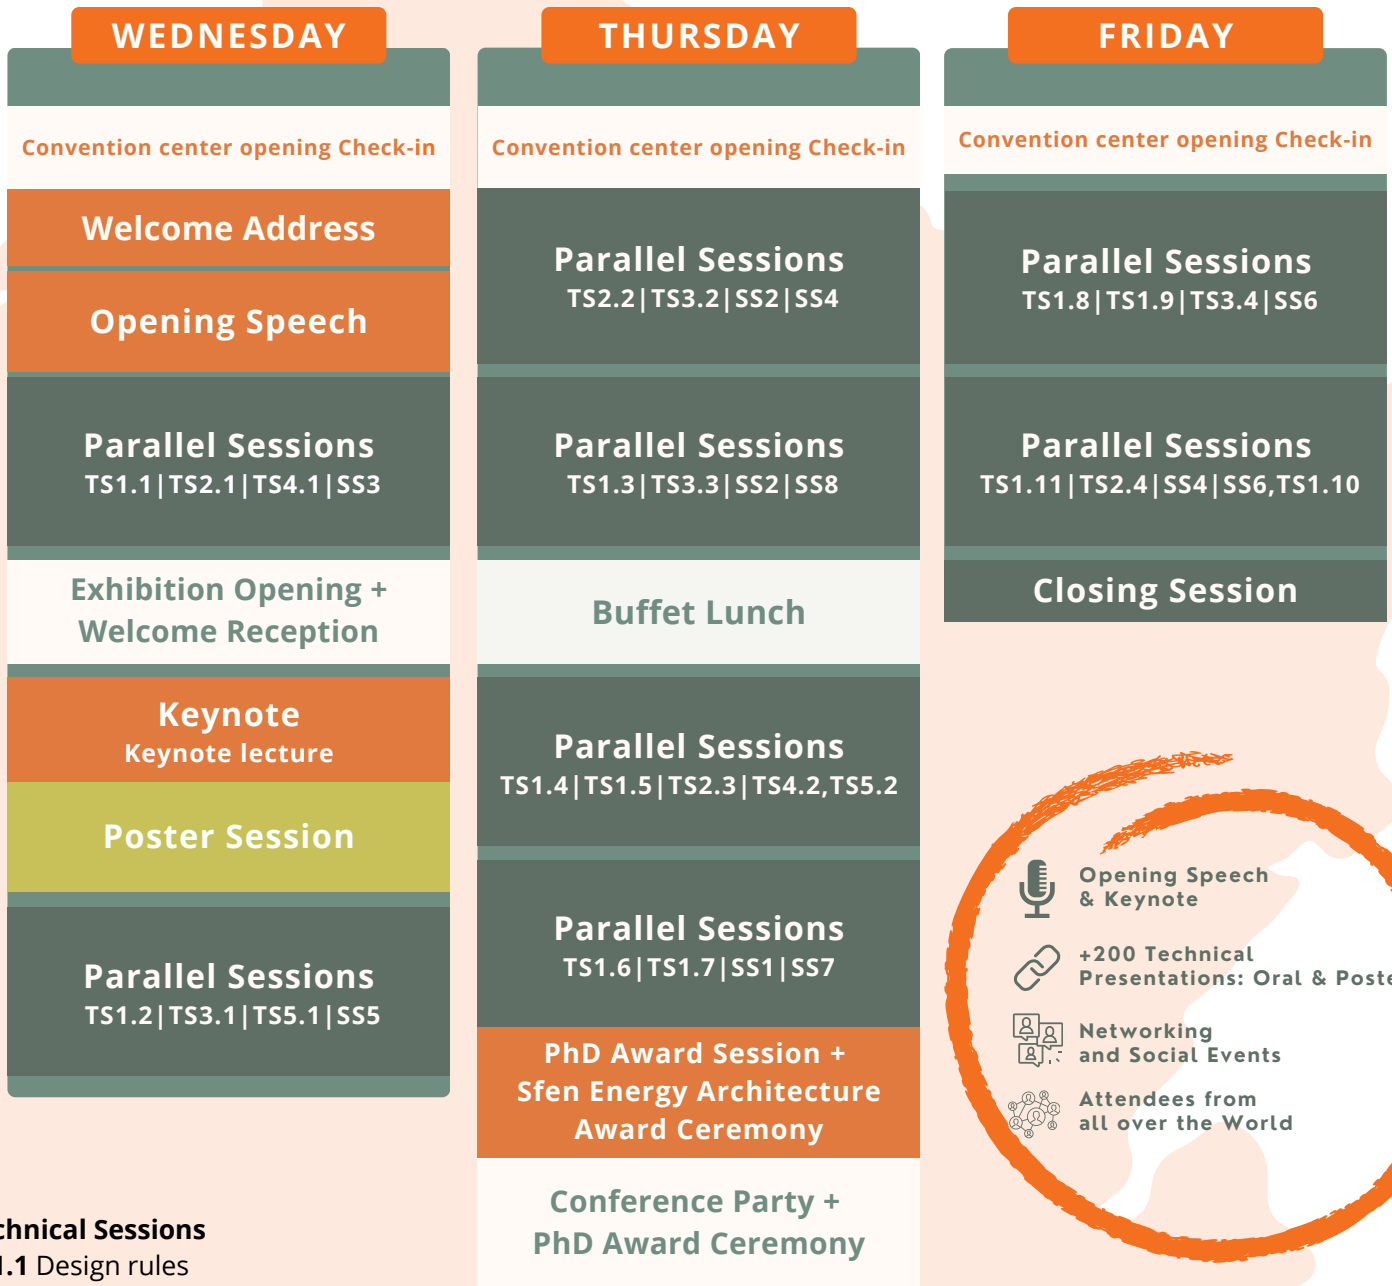 WEDNESDAY
Convention center opening Check-in
Welcome Address
Opening Speech
Parallel Sessions
TS1.1|TS2.1|TS4.1|SS3
Exhibition Opening +
Welcome Reception
Keynote
Keynote lecture
Poster Session
Parallel Sessions
TS1.2|TS3.1|TS5.1|SS5
THURSDAY
Convention center opening Check-in
Parallel Sessions
TS2.2|TS3.2|SS2|SS4
Parallel Sessions
TS1.3|TS3.3|SS2|SS8
Buffet Lunch
Parallel Sessions
TS1.4|TS1.5|TS2.3|TS4.2,TS5.2
Parallel Sessions
TS1.6|TS1.7|SS1|SS7
PhD Award Session +
Sfen Energy Architecture
Award Ceremony
Conference Party +
PhD Award Ceremony
FRIDAY
Convention center opening Check-in
Parallel Sessions
TS1.8|TS1.9|TS3.4|SS6
Parallel Sessions
TS1.11|TS2.4|SS4|SS6,TS1.10
Closing Session
Opening Speech
& Keynote
+200 Technical
Presentations: Oral & Poste
Networking
and Social Events
Attendees from
all over the World
chnical Sessions
1.1 Design rules